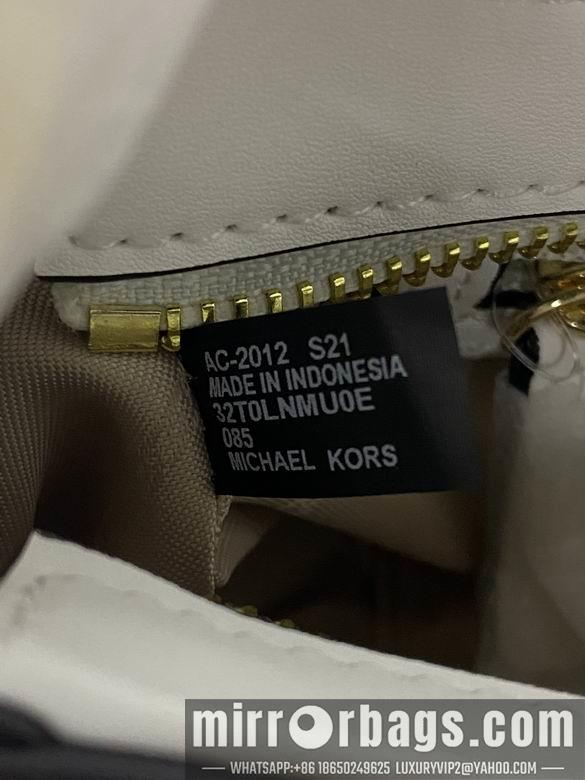 AC-2012 S21
MADE IN INDONESIA
32T0LNMU0E
085
MICHAEL KORS
mirrorbags.com
WHATSAPP:+86 18650249625 LUXURYVIP2@YAHOO.COM